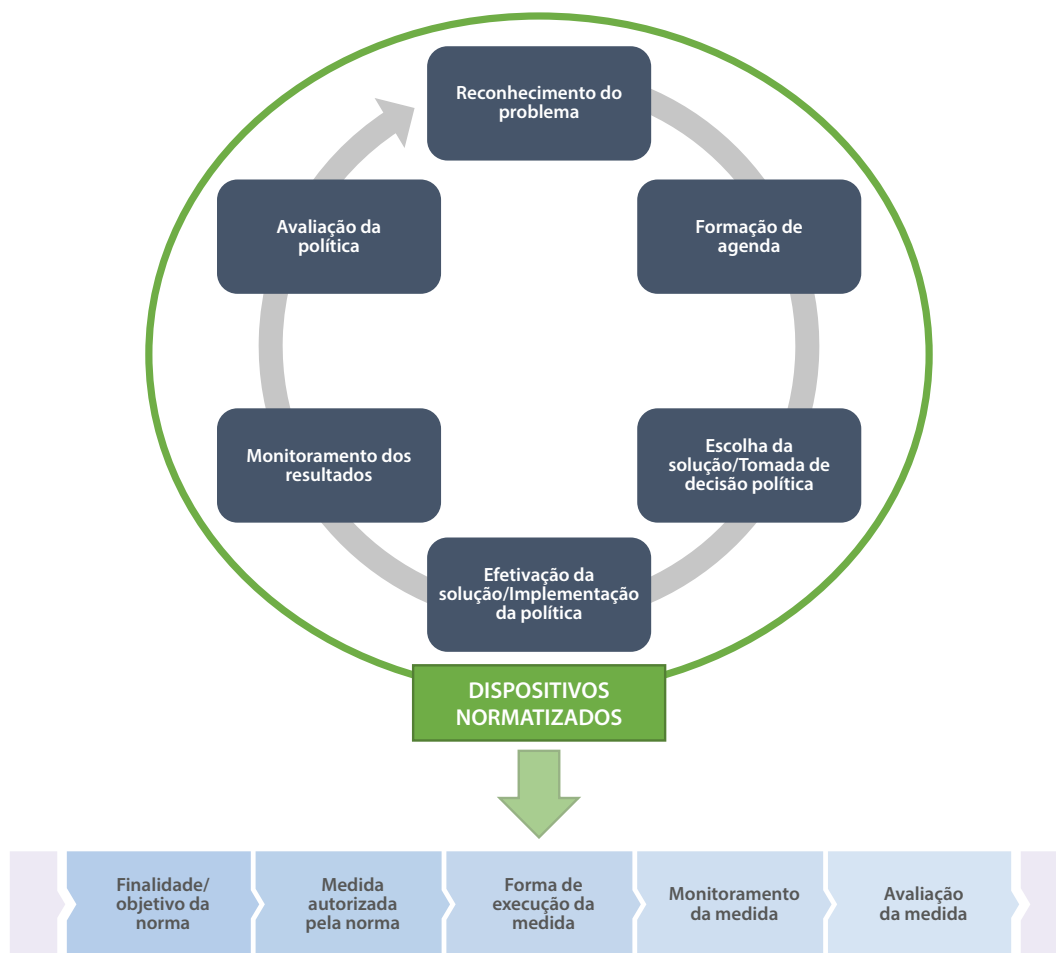 Reconhecimento do
problema
Formação de
agenda
Escolha da
solução/Tomada de
decisão política
Efetivação da
solução/Implementação
da política
Monitoramento dos
resultados
Avaliação da
política
DISPOSITIVOS
NORMATIZADOS
Finalidade/
objetivo da
norma
Medida
autorizada
pela norma
Forma de
execução da
medida
Monitoramento
da medida
Avaliação
da medida